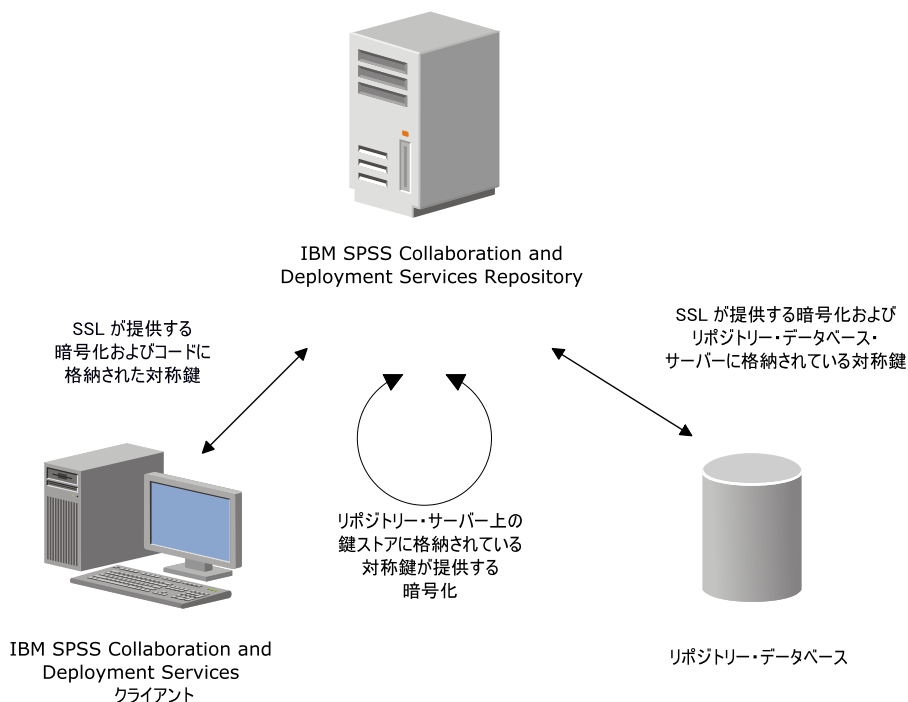 IBM SPSS Collaboration and
Deployment Services Repository
SSL が提供する
暗号化およびコードに
格納された対称鍵
SSL が提供する暗号化および
リポジトリー・データベース・
サーバーに格納されている対称鍵
リポジトリー・サーバー上の
鍵ストアに格納されている
対称鍵が提供する
暗号化
IBM SPSS Collaboration and
Deployment Services
クライアント
リポジトリー・データベース